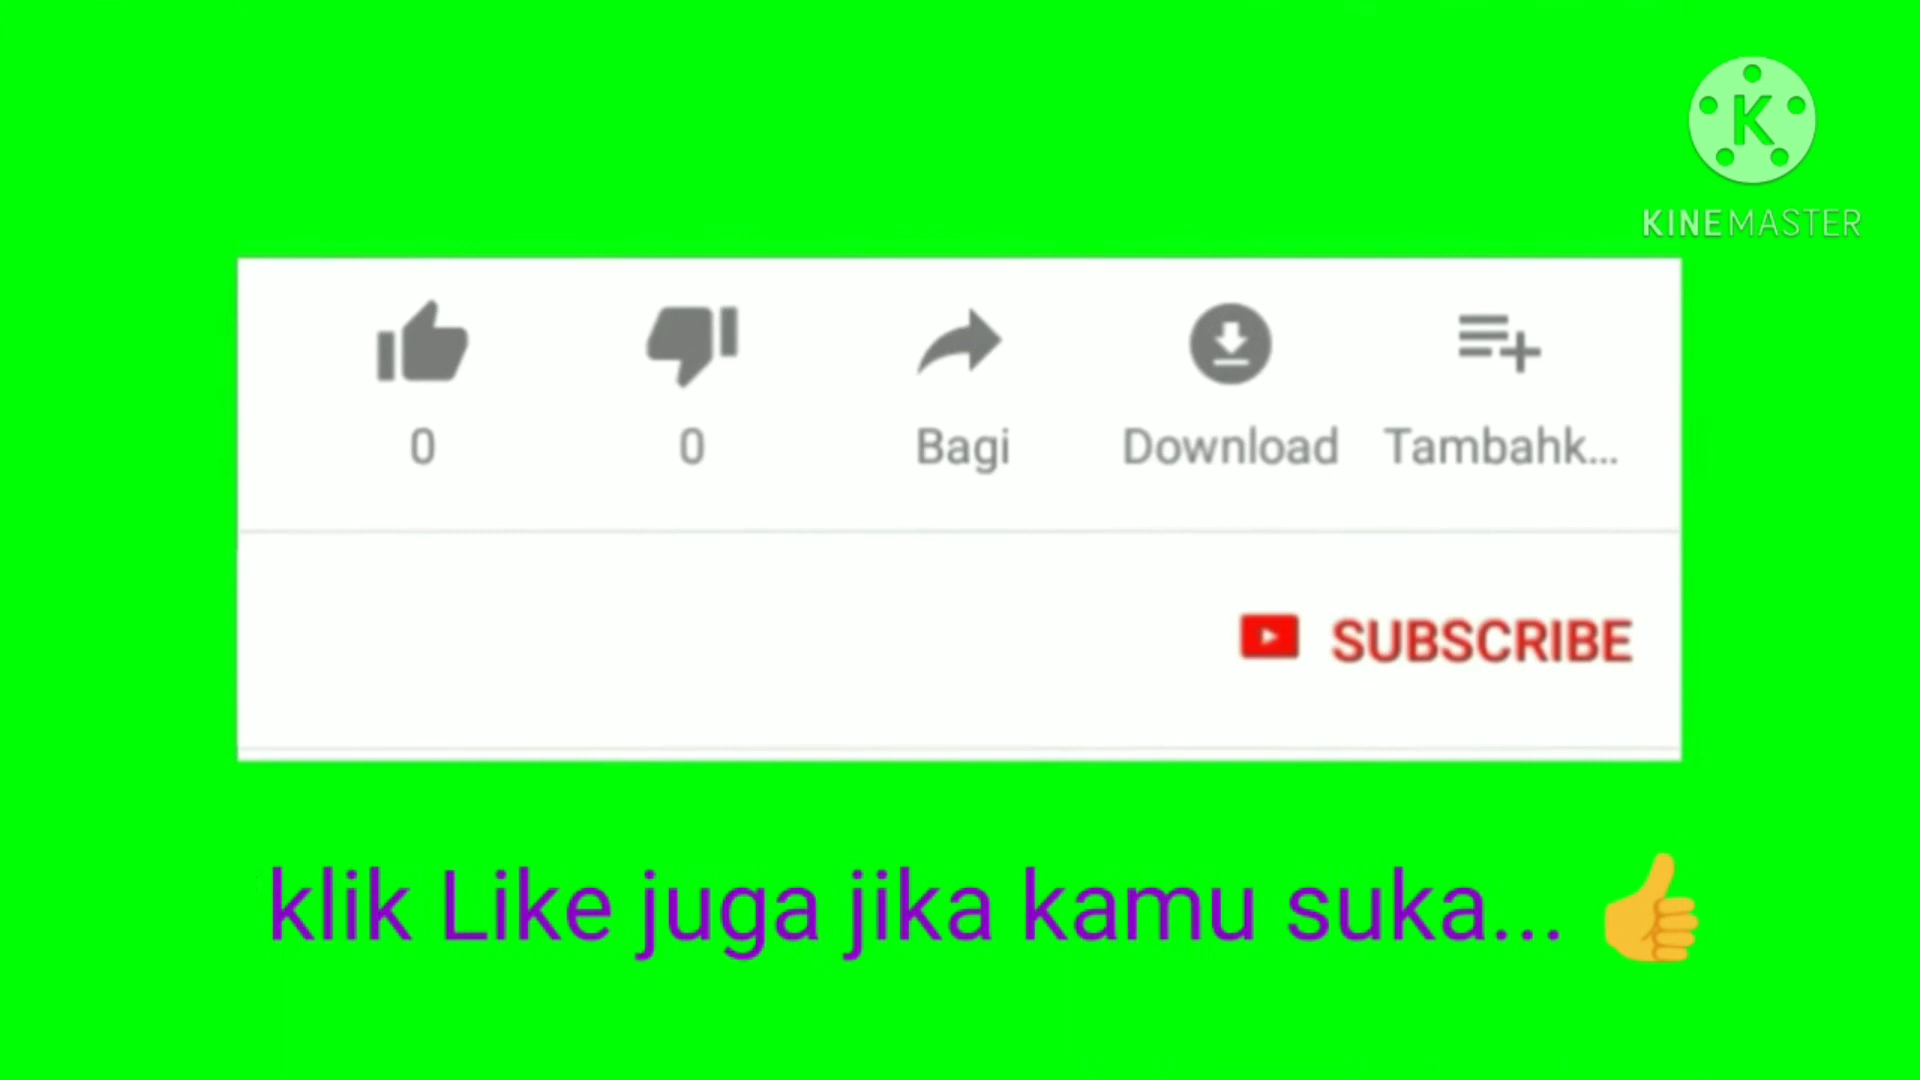 K
KINEMASTER
0 0 Bagi Download Tambahk...
SUBSCRIBE
klik Like juga jika kamu suka... 👍